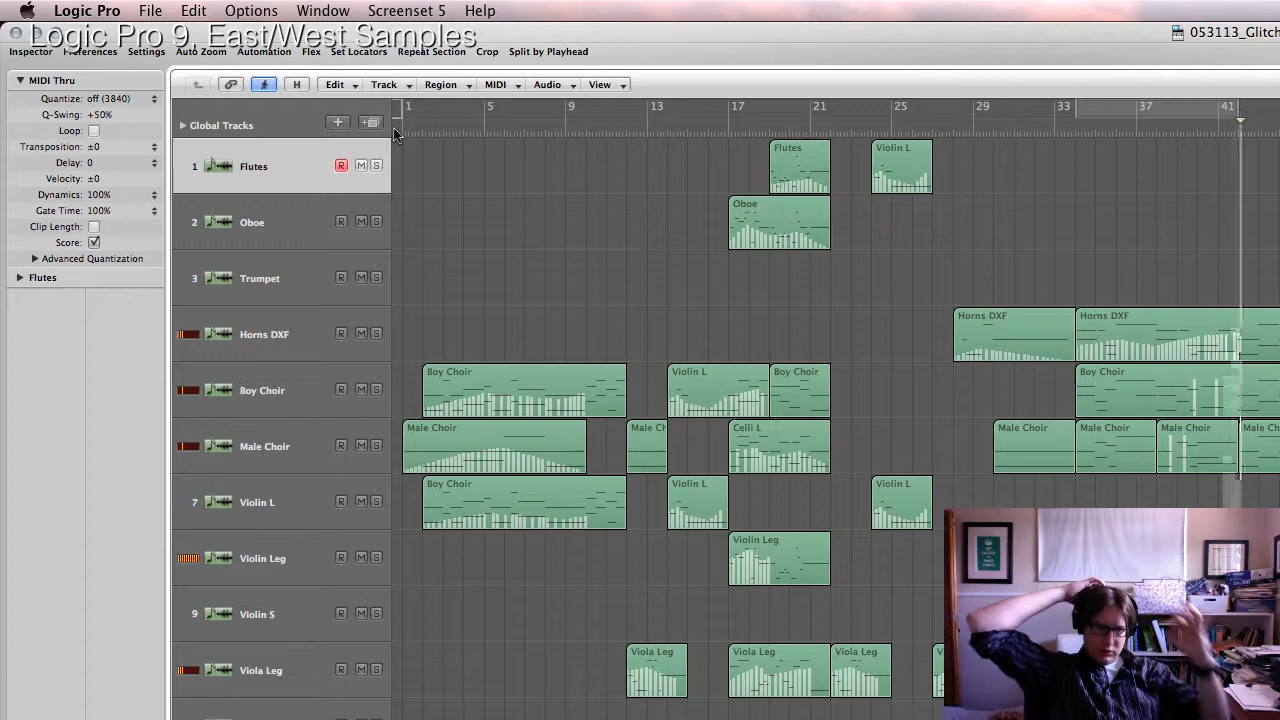 Logic Pro File Edit Options Window Screenset 5 Help
Logic Pro 9, East/West Samples
053113_Glitch
Inspector Preferences Settings Auto Zoom Automation Flex Set Locators Repeat Section Crop Split by Playhead
MIDI Thru
Edit Track Region MIDI Audio View
H
Quantize: off (3840)
Q-Swing: +50%
Loop:
Transposition: ±0
Delay: 0
Velocity: ±0
Dynamics: 100%
Gate Time: 100%
Clip Length:
Score:
Advanced Quantization
Flutes
Global Tracks
1 5 9 13 17 21 25 29 33 37 41
1 Flutes R M S
Flutes Violin L
2 Oboe R M S
Oboe
3 Trumpet R M S
Horns DXF R M S
Horns DXF Horns DXF
Boy Choir R M S
Boy Choir Violin L Boy Choir Boy Choir
Male Choir R M S
Male Choir Male Ch Celli L Male Choir Male Choir Male Choir Male Ch
7 Violin L R M S
Boy Choir Violin L Violin L
Violin Leg R M S
Violin Leg
9 Violin S R M S
Viola Leg R M S
Viola Leg Viola Leg Viola Leg V